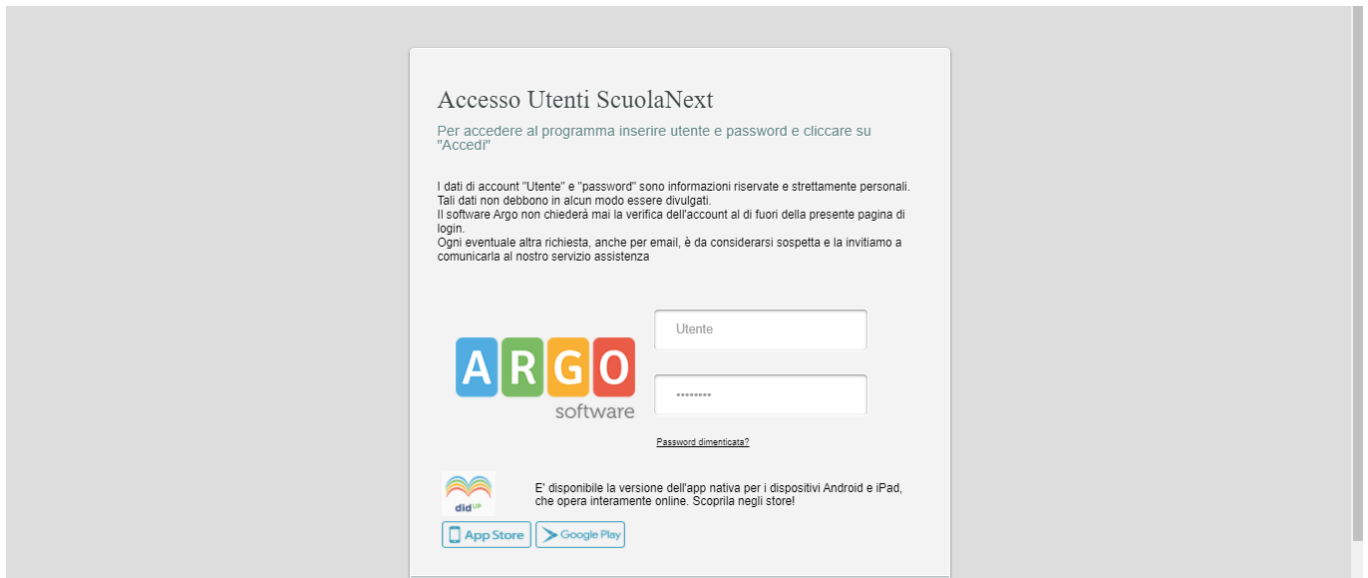 Accesso Utenti ScuolaNext
Per accedere al programma inserire utente e password e cliccare su
"Accedi"
I dati di account "Utente" e "password" sono informazioni riservate e strettamente personali.
Tali dati non debbono in alcun modo essere divulgati.
Il software Argo non chiederà mai la verifica dell'account al di fuori della presente pagina di
login.
Ogni eventuale altra richiesta, anche per email, è da considerarsi sospetta e la invitiamo a
comunicarla al nostro servizio assistenza
Utente
ARGO
software
••••••••
Password dimenticata?
didUP
E' disponibile la versione dell'app nativa per i dispositivi Android e iPad,
che opera interamente online. Scoprila negli store!
App Store
Google Play